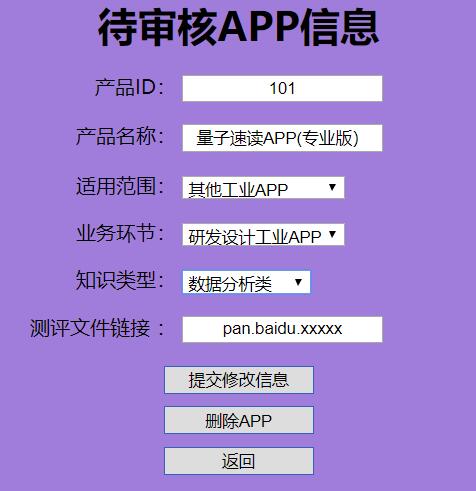 待审核APP信息
产品ID： 101
产品名称： 量子速读APP(专业版)
适用范围： 其他工业APP
业务环节： 研发设计工业APP
知识类型： 数据分析类
测评文件链接 ： pan.baidu.xxxxx
提交修改信息
删除APP
返回